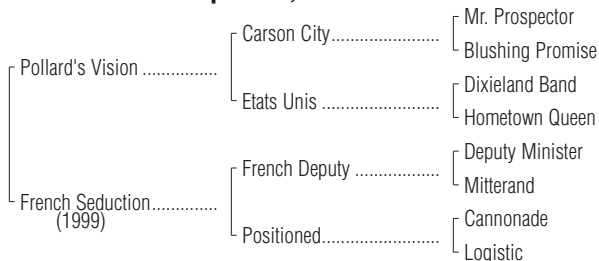 Mr. Prospector
Carson City.....................
Blushing Promise
Pollard's Vision ...............
Dixieland Band
Etats Unis .......................
Hometown Queen
Deputy Minister
French Deputy .................
Mitterand
French Seduction.............
(1999)
Cannonade
Positioned.......................
Logistic